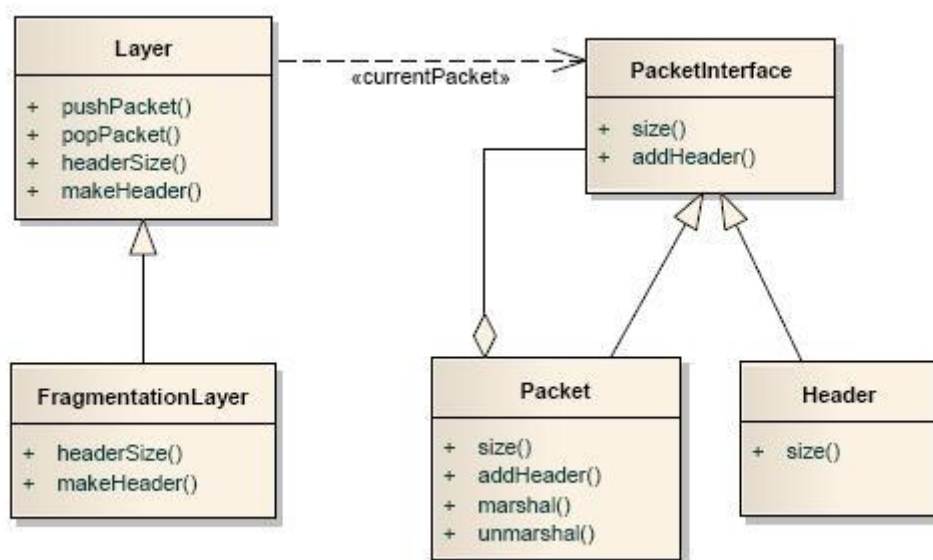 Layer
+ pushPacket()
+ popPacket()
+ headerSize()
+ makeHeader()
«currentPacket»
PacketInterface
+ size()
+ addHeader()
FragmentationLayer
+ headerSize()
+ makeHeader()
Packet
+ size()
+ addHeader()
+ marshal()
+ unmarshal()
Header
+ size()